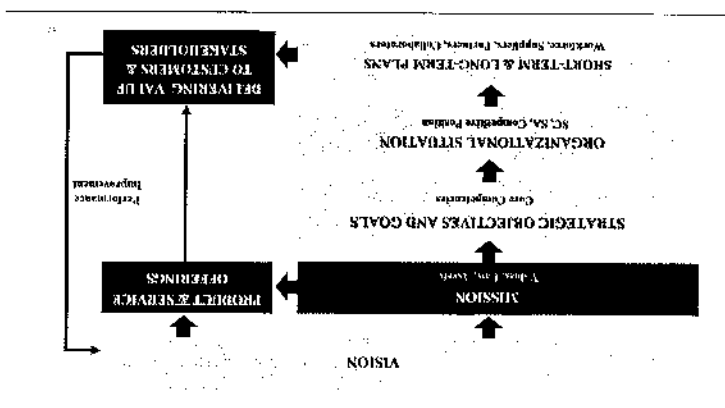 VISION
MISSION
PRODUCT & SERVICE
OFFERINGS
STRATEGIC OBJECTIVES AND GOALS
Core Competencies
Performance
Improvement
ORGANIZATIONAL SITUATION
SC, SA, Competitive Position
SHORT-TERM & LONG-TERM PLANS
Workforce, Suppliers, Partners, Collaborators
DELIVERING VALUE
TO CUSTOMERS &
STAKEHOLDERS